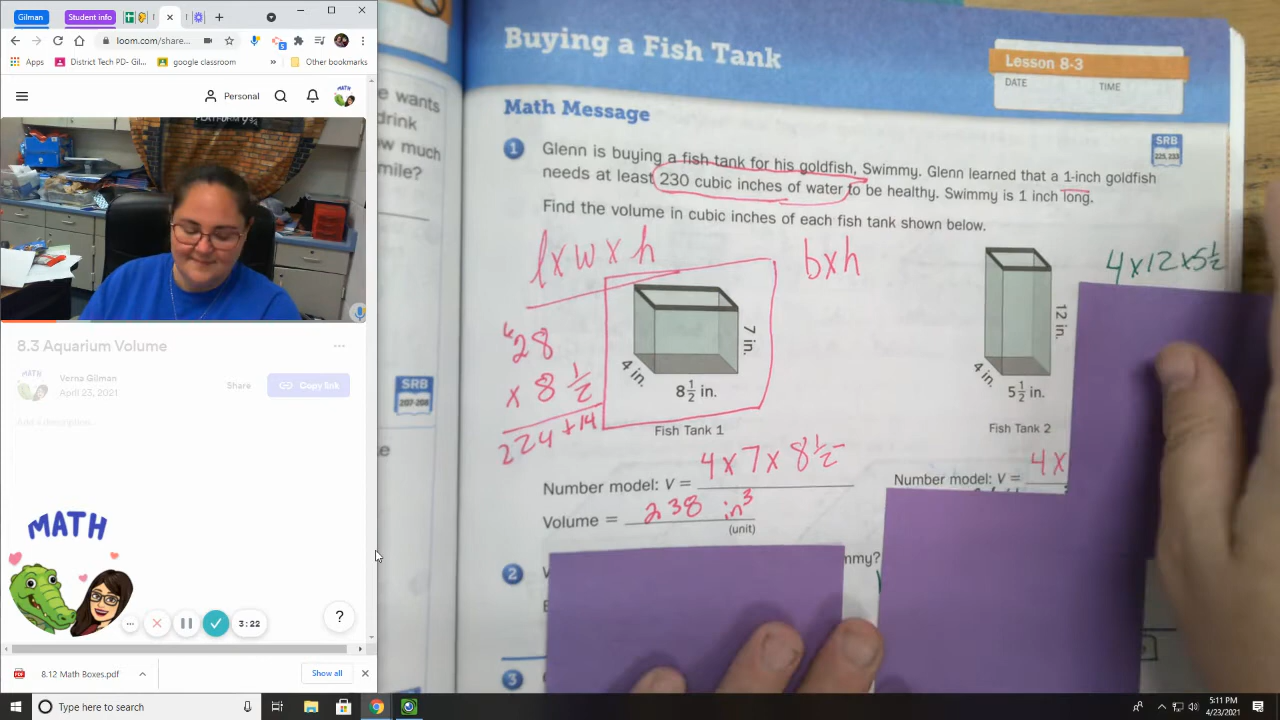 Gilman
Student info
loom.com/share...
Apps
District Tech PD- Gil...
google classroom
»
Other bookmarks
Personal
MATH
8.3 Aquarium Volume
...
Verna Gilman
April 23, 2021
Share
Copy link
Add a description...
MATH
3:22
?
8.12 Math Boxes.pdf
Show all
Type here to search
5:11 PM
4/23/2021
e wants
drink
ow much
mile?
SRB
207-208
e
Buying a Fish Tank
Lesson 8-3
DATE
TIME
Math Message
SRB
225, 233
1
Glenn is buying a fish tank for his goldfish, Swimmy. Glenn learned that a 1-inch goldfish
needs at least 230 cubic inches of water to be healthy. Swimmy is 1 inch long.
Find the volume in cubic inches of each fish tank shown below.
l x w x h
b x h
4 x 12 x 5 1/2
28
x 8 1/2
224 + 14
7 in.
4 in.
8 1/2 in.
Fish Tank 1
12 in.
4 in.
5 1/2 in.
Fish Tank 2
Number model: V = 4 x 7 x 8 1/2
Volume = 238 in³
(unit)
Number model: V = 4 x
2
mmy?
3